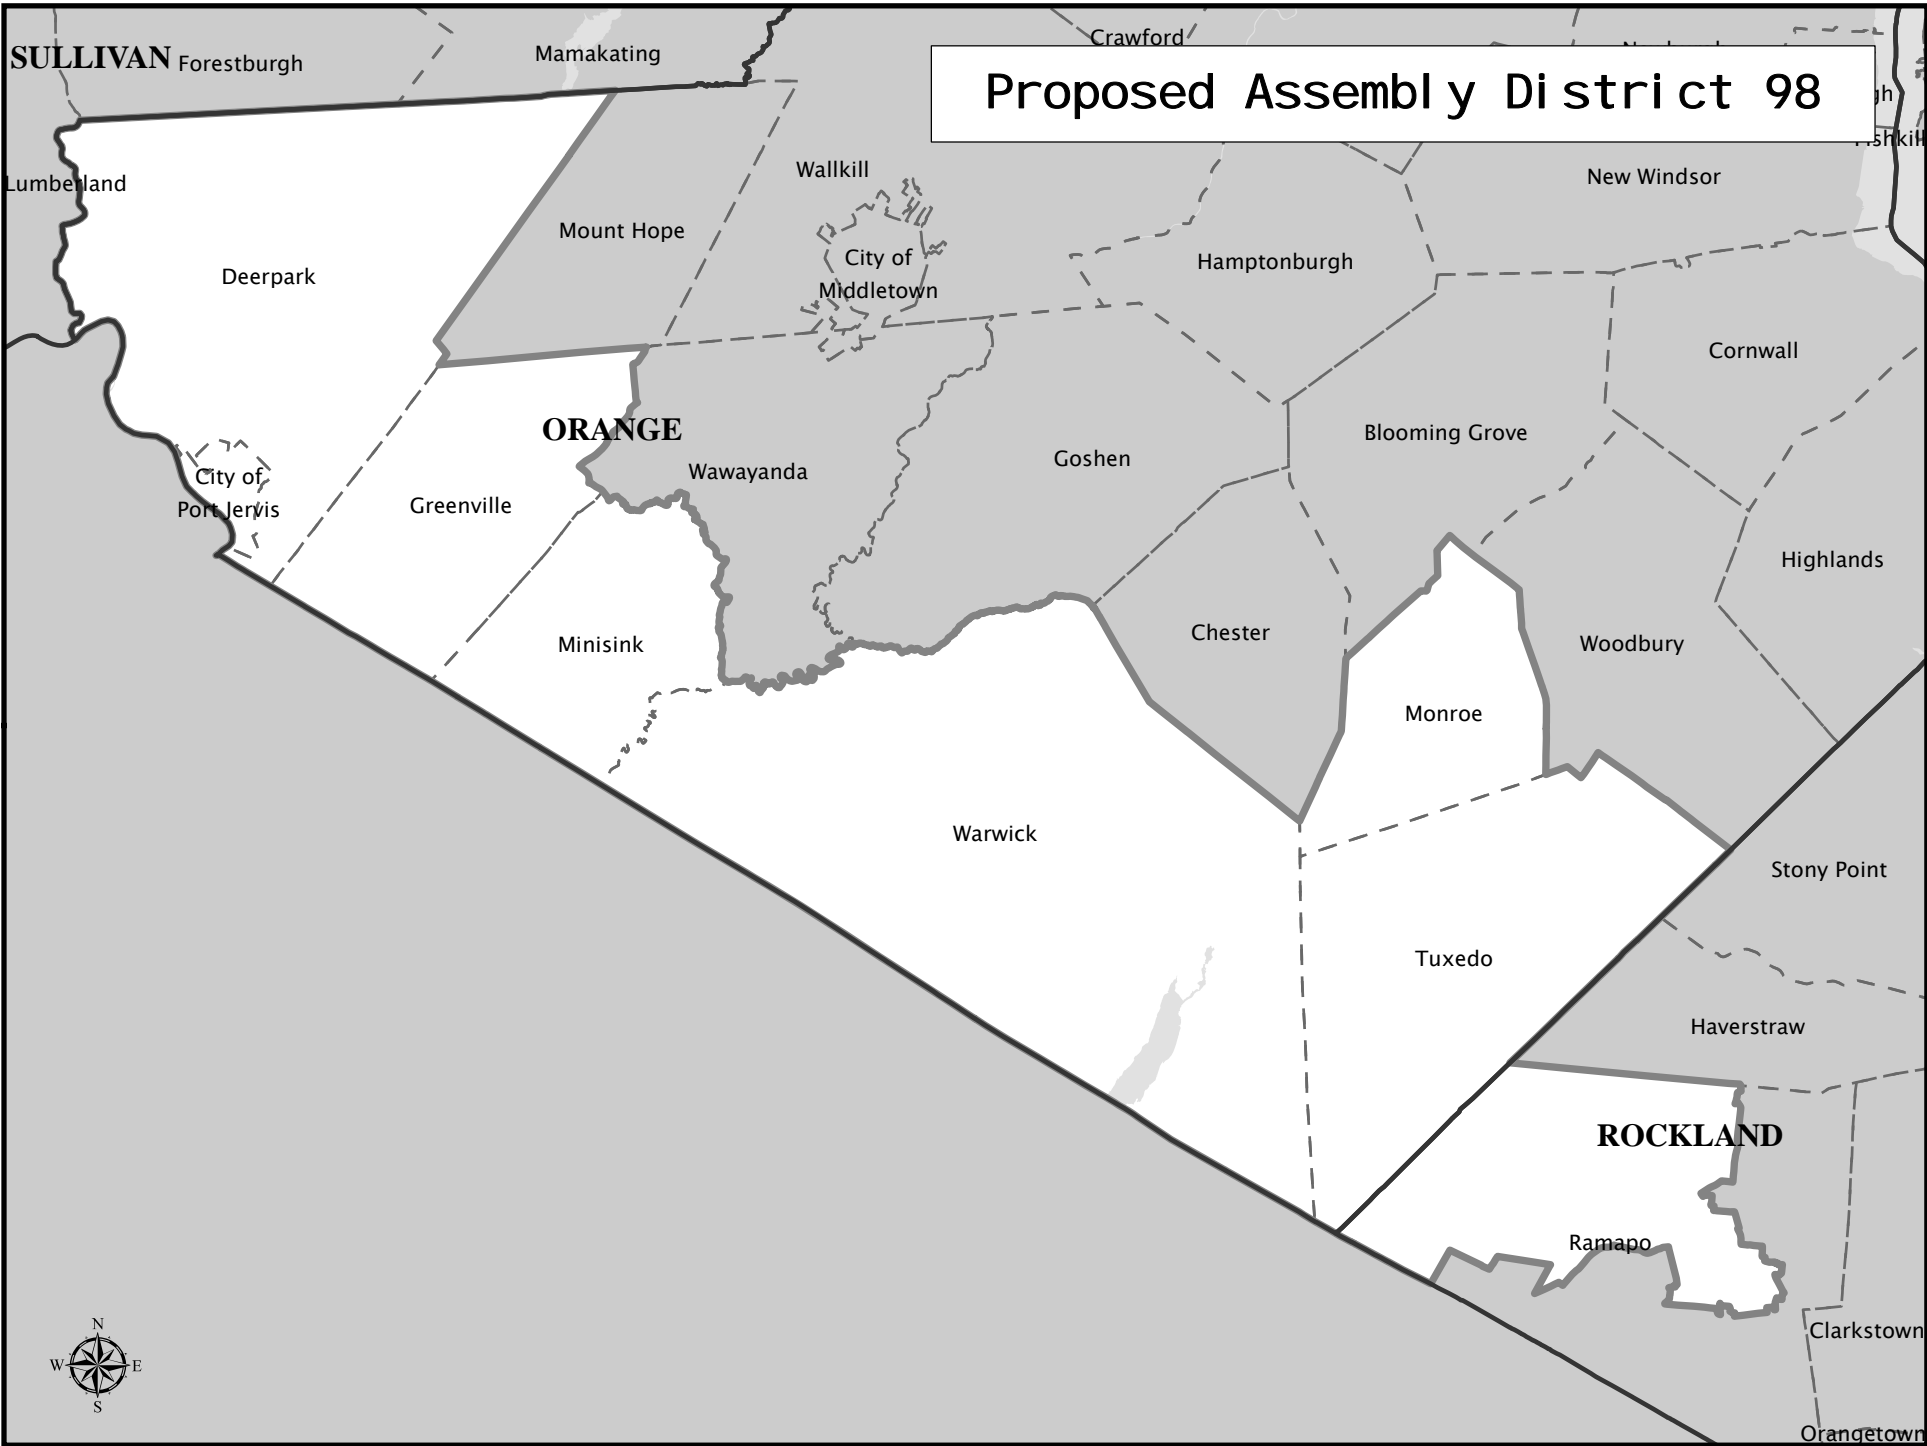 Crawford
SULLIVAN
Forestburgh
Mamakating
Proposed Assembly District 98
gh
Lumberland
Wallkill
New Windsor
Mount Hope
City of
Middletown
Hamptonburgh
Deerpark
Cornwall
ORANGE
Wawayanda
Goshen
Blooming Grove
City of
Port Jervis
Greenville
Highlands
Minisink
Chester
Woodbury
Monroe
Warwick
Stony Point
Tuxedo
Haverstraw
ROCKLAND
Ramapo
Clarkstown
N
W
E
S
Orangetown